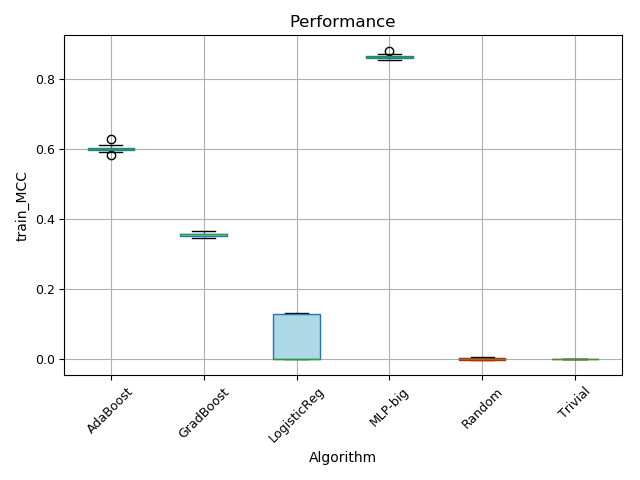 Performance
train_MCC
0.8
0.6
0.4
0.2
0.0
AdaBoost
GradBoost
LogisticReg
MLP-big
Random
Trivial
Algorithm